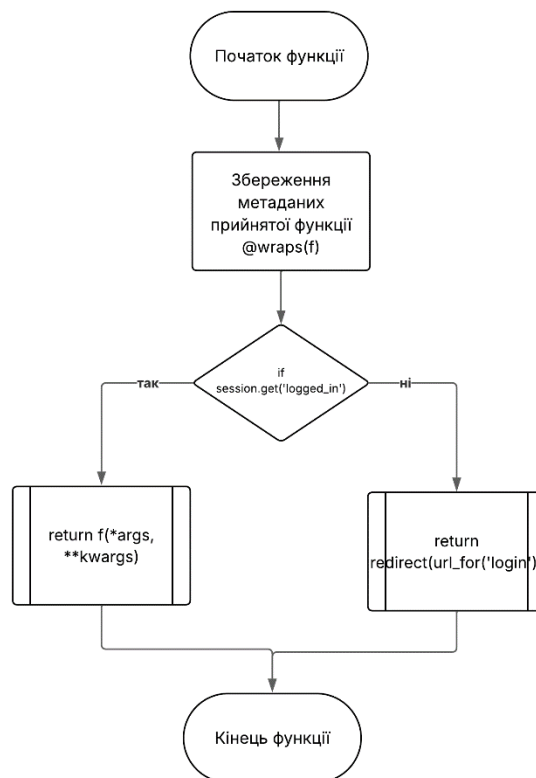 Початок функції
Збереження
метаданих
прийнятої функції
@wraps(f)
if
session.get('logged_in')
так
ні
return f(*args,
**kwargs)
return
redirect(url_for('login')
Кінець функції